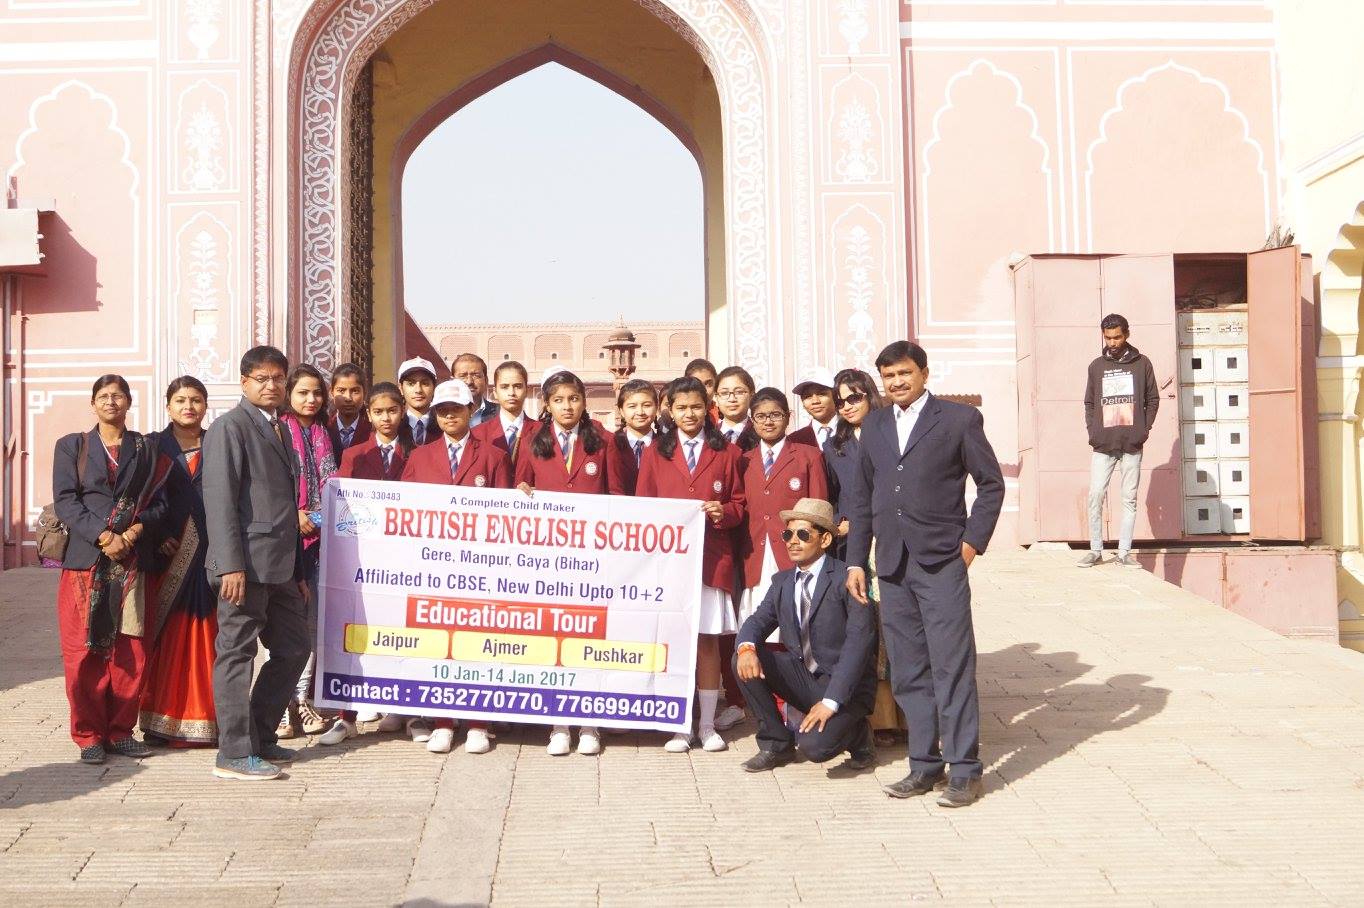 Affi No.: 330483
A Complete Child Maker
BRITISH ENGLISH SCHOOL
Gere, Manpur, Gaya (Bihar)
Affiliated to CBSE, New Delhi Upto 10+2
Educational Tour
Jaipur Ajmer Pushkar
10 Jan-14 Jan 2017
Contact : 7352770770, 7766994020
Detroit